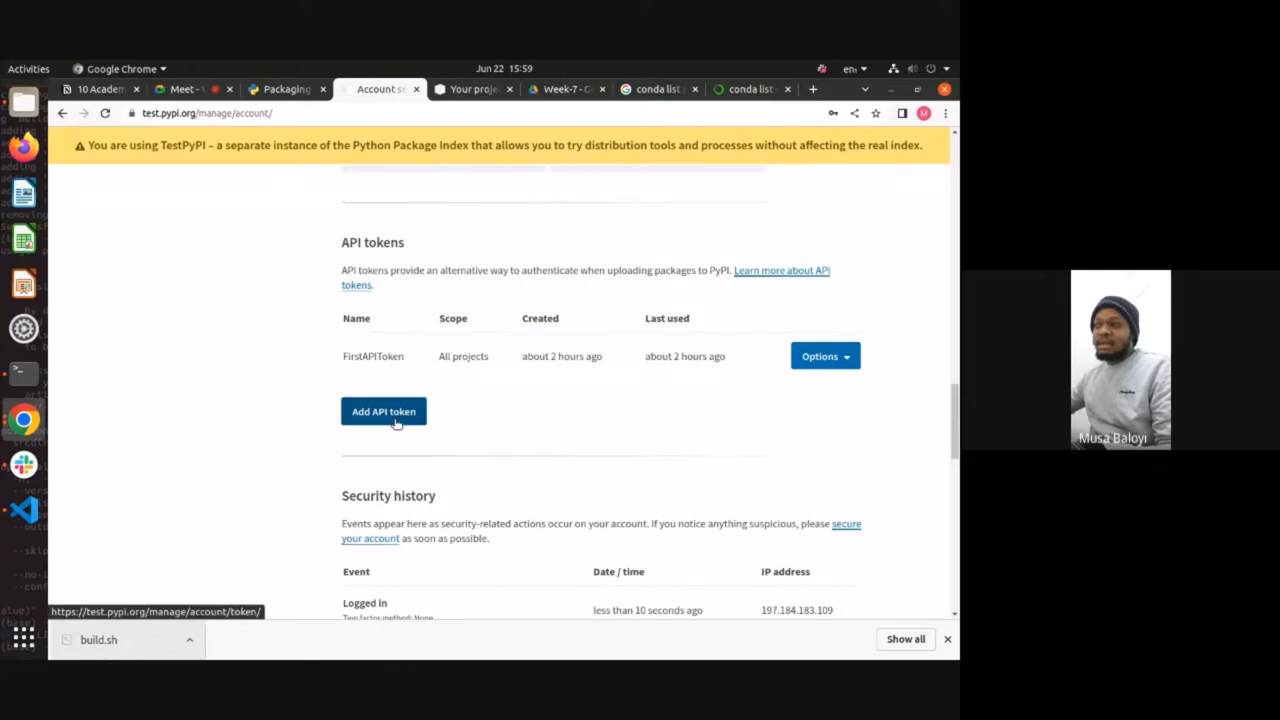 Activities
Google Chrome
Jun 22 15:59
en₁
10 Academ
Meet -
Packaging
Account se
Your proje
Week-7 - G
conda list
conda list
test.pypi.org/manage/account/
M
You are using TestPyPI – a separate instance of the Python Package Index that allows you to try distribution tools and processes without affecting the real index.
API tokens
API tokens provide an alternative way to authenticate when uploading packages to PyPI. Learn more about API
tokens.
Name Scope Created Last used
FirstAPIToken All projects about 2 hours ago about 2 hours ago Options
Add API token
Security history
Events appear here as security-related actions occur on your account. If you notice anything suspicious, please secure
your account as soon as possible.
Event Date / time IP address
Logged in less than 10 seconds ago 197.184.183.109
Two factor method: None
https://test.pypi.org/manage/account/token/
build.sh
Show all
Musa Baloyi